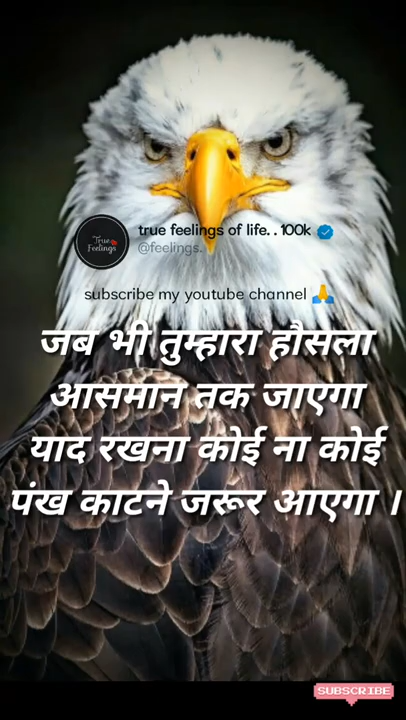 true feelings of life. . 100k
True
Feelings
@feelings.
subscribe my youtube channel 🙏
जब भी तुम्हारा हौसला
आसमान तक जाएगा
याद रखना कोई ना कोई
पंख काटने जरूर आएगा ।
SUBSCRIBE